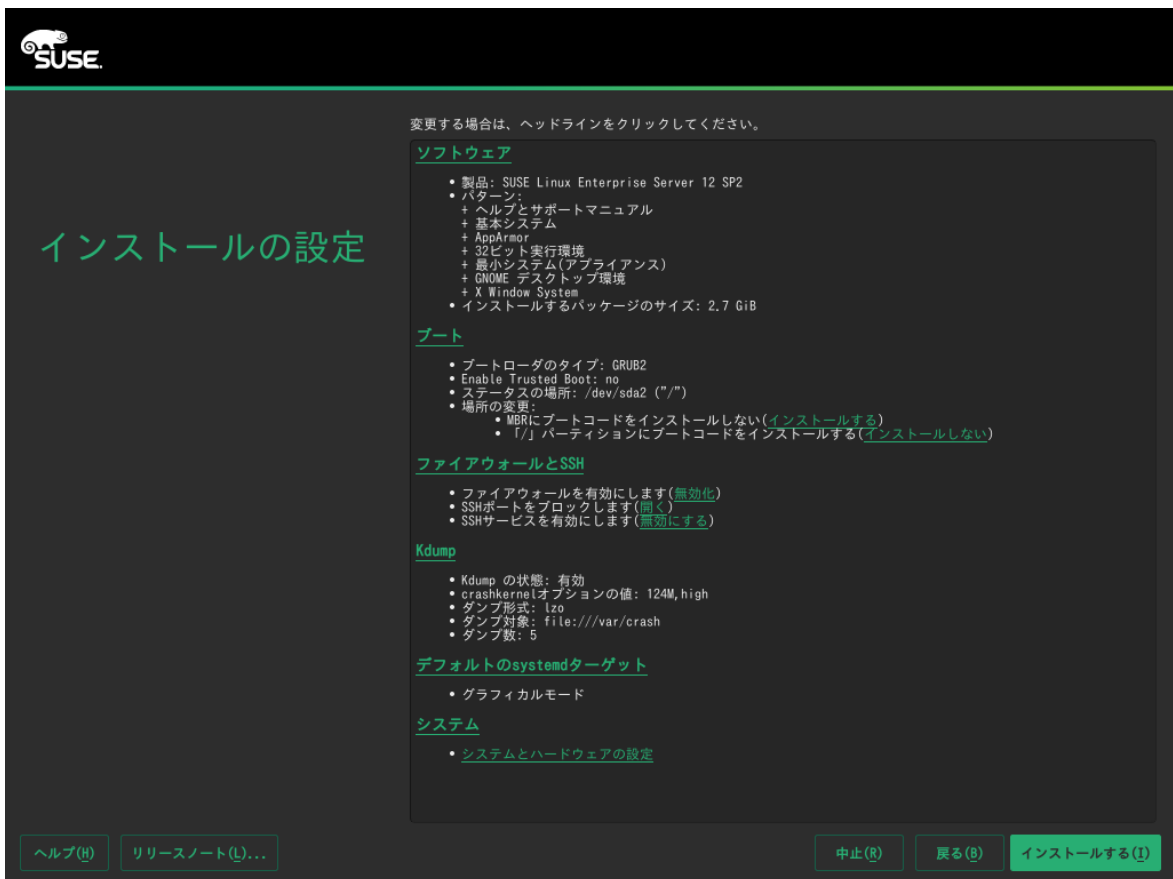 SUSE.
変更する場合は、ヘッドラインをクリックしてください。
インストールの設定
ソフトウェア
• 製品: SUSE Linux Enterprise Server 12 SP2
• パターン:
+ ヘルプとサポートマニュアル
+ 基本システム
+ AppArmor
+ 32ビット実行環境
+ 最小システム(アプライアンス)
+ GNOME デスクトップ環境
+ X Window System
• インストールするパッケージのサイズ: 2.7 GiB
ブート
• ブートローダのタイプ: GRUB2
• Enable Trusted Boot: no
• ステータスの場所: /dev/sda2 ("/")
• 場所の変更:
• MBRにブートコードをインストールしない(インストールする)
• 「/」パーティションにブートコードをインストールする(インストールしない)
ファイアウォールとSSH
• ファイアウォールを有効にします(無効化)
• SSHポートをブロックします(開く)
• SSHサービスを有効にします(無効にする)
Kdump
• Kdump の状態: 有効
• crashkernelオプションの値: 124M,high
• ダンプ形式: lzo
• ダンプ対象: file:///var/crash
• ダンプ数: 5
デフォルトのsystemdターゲット
• グラフィカルモード
システム
• システムとハードウェアの設定
ヘルプ(H) リリースノート(L)... 中止(R) 戻る(B) インストールする(I)